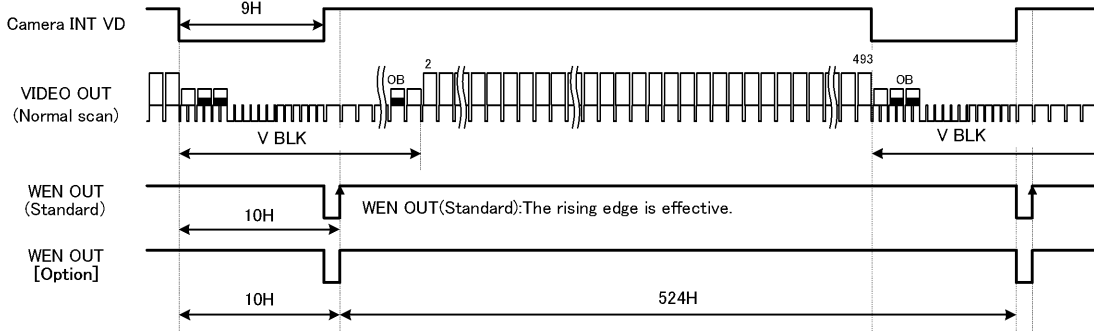 Camera INT VD
9H
VIDEO OUT
(Normal scan)
OB
2
493
OB
V BLK
V BLK
WEN OUT
(Standard)
10H
WEN OUT(Standard):The rising edge is effective.
WEN OUT
[Option]
10H
524H